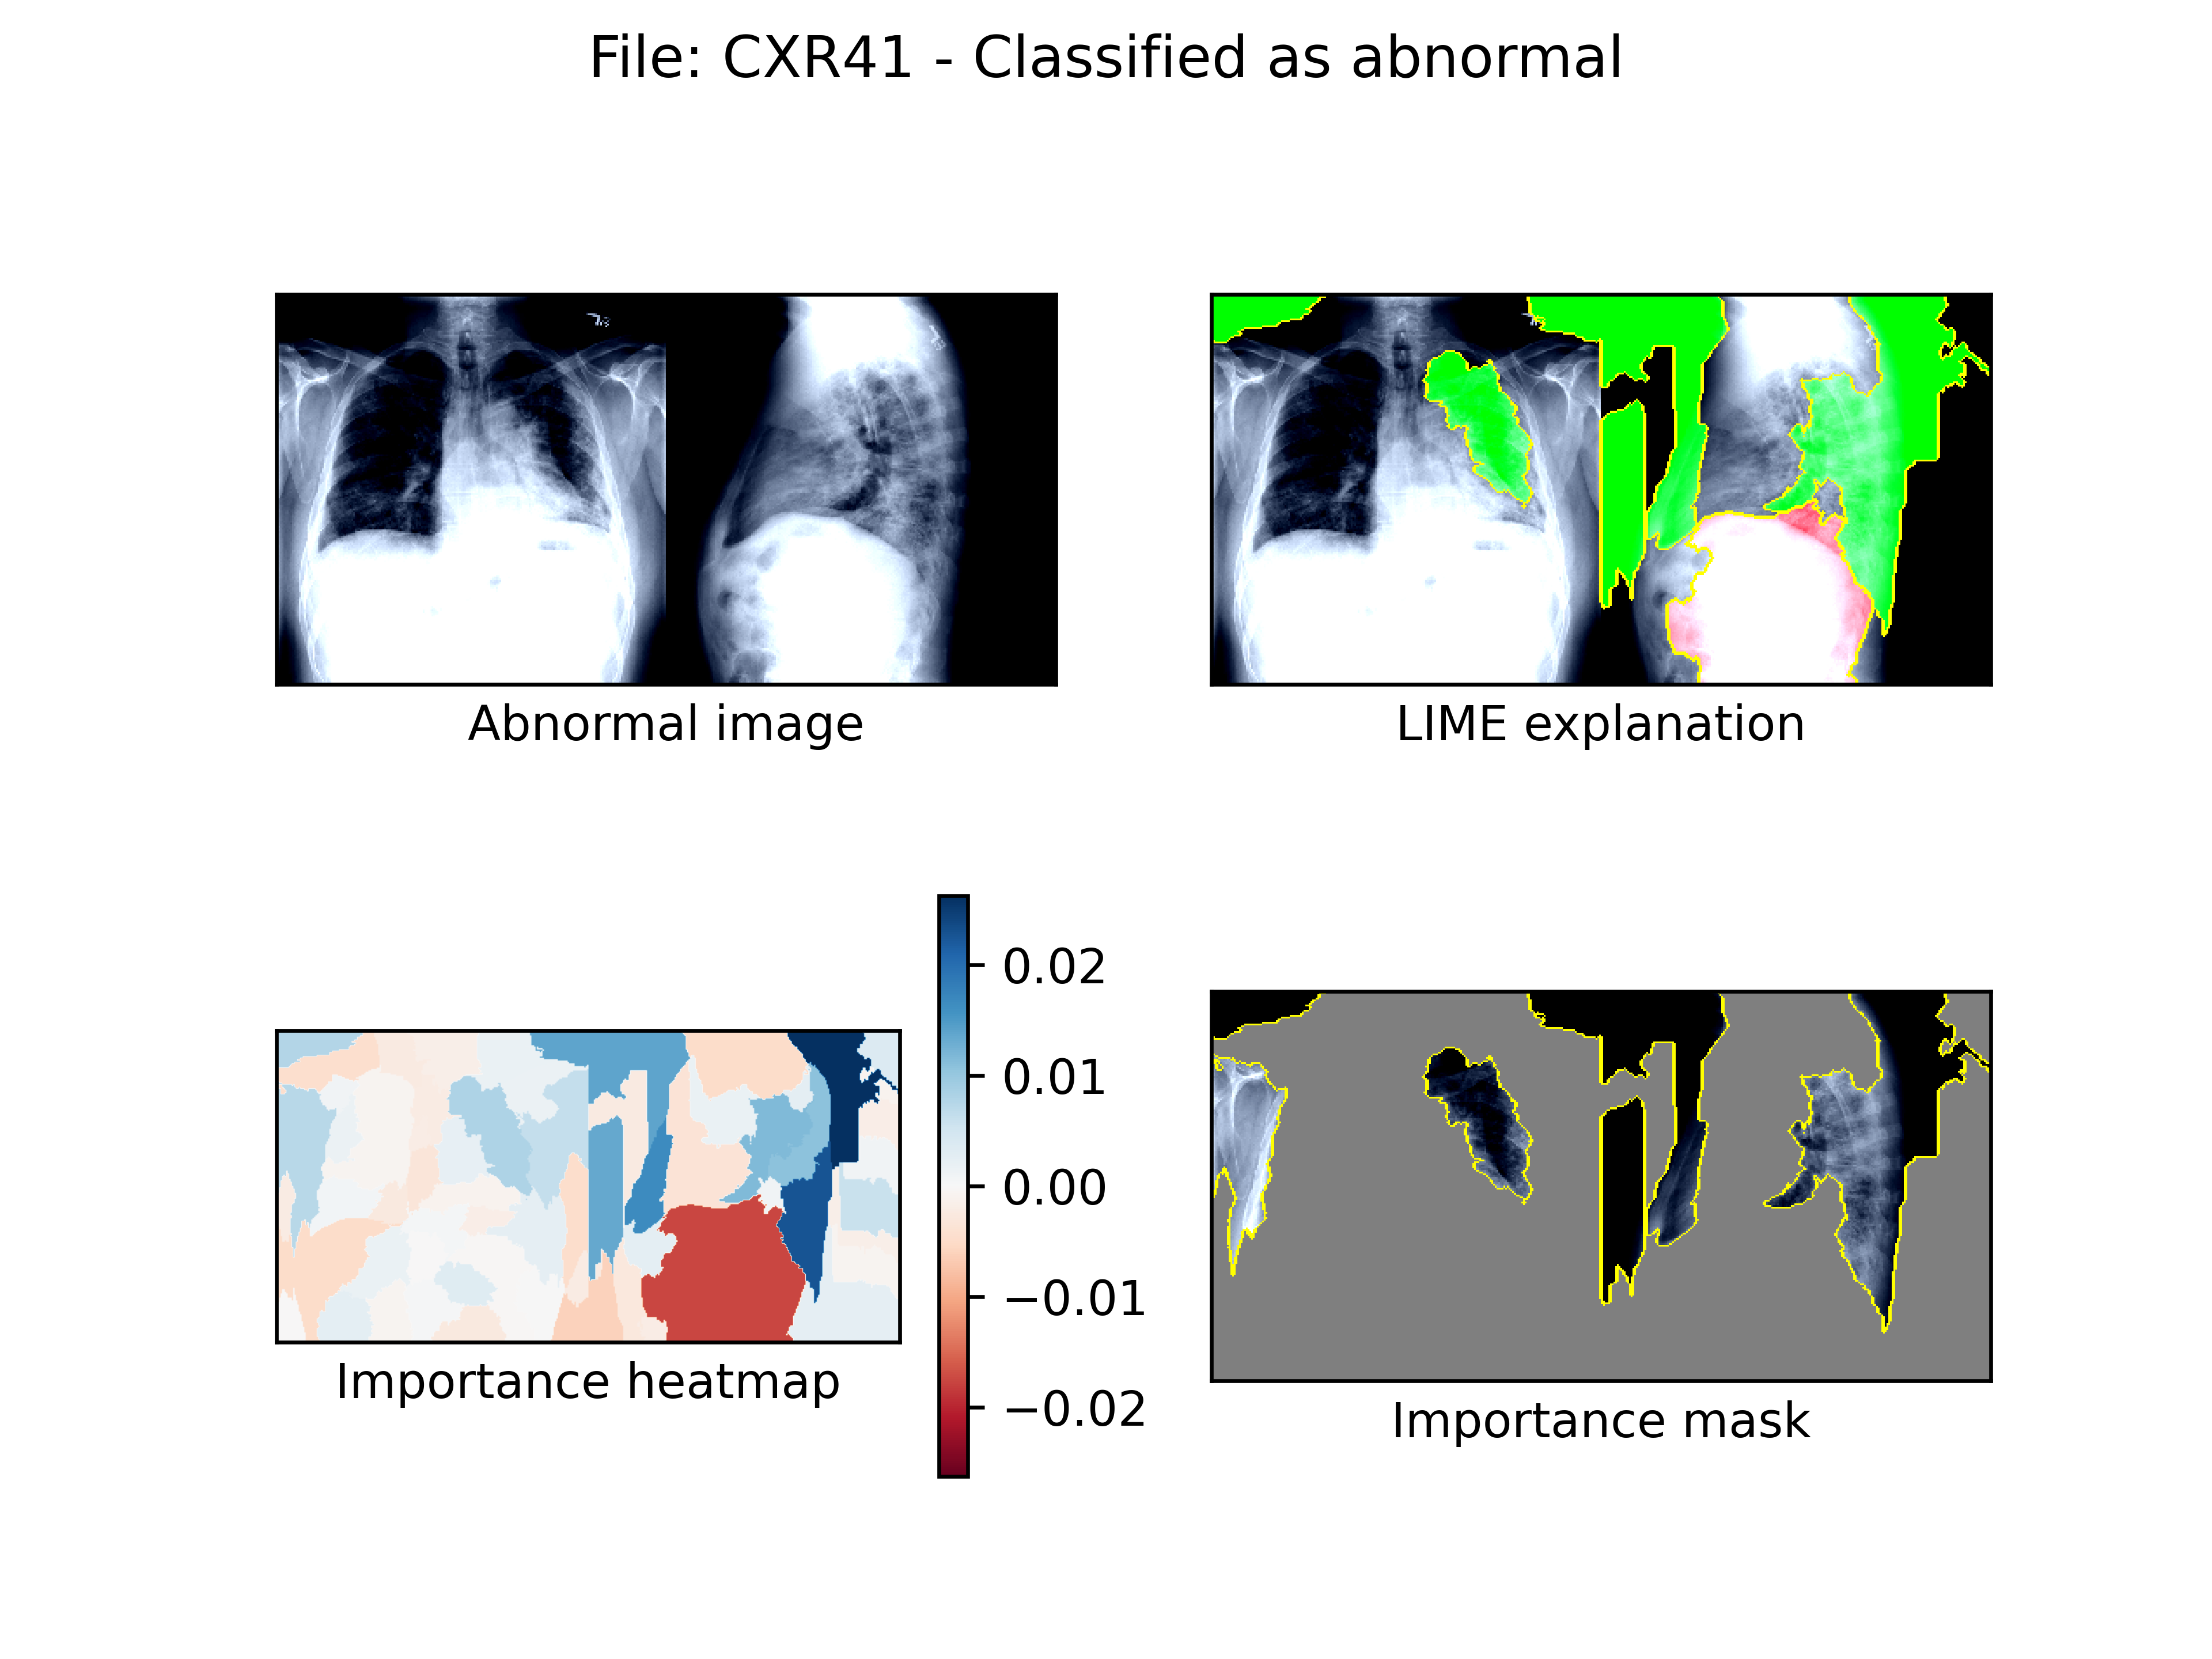 File: CXR41 - Classified as abnormal
Abnormal image
LIME explanation
0.02
0.01
0.00
−0.01
−0.02
Importance heatmap
Importance mask